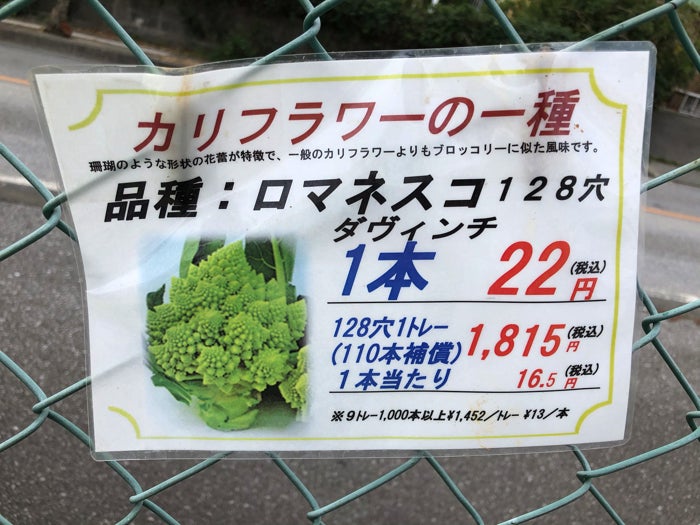 カリフラワーの一種
珊瑚のような形状の花蕾が特徴で、一般のカリフラワーよりもブロッコリーに似た風味です。
品種：ロマネスコ128穴
ダヴィンチ
1本 22円(税込)
128穴1トレー
(110本補償) 1,815円(税込)
1本当たり 16.5円(税込)
※9トレー1,000本以上¥1,452／トレー ¥13／本